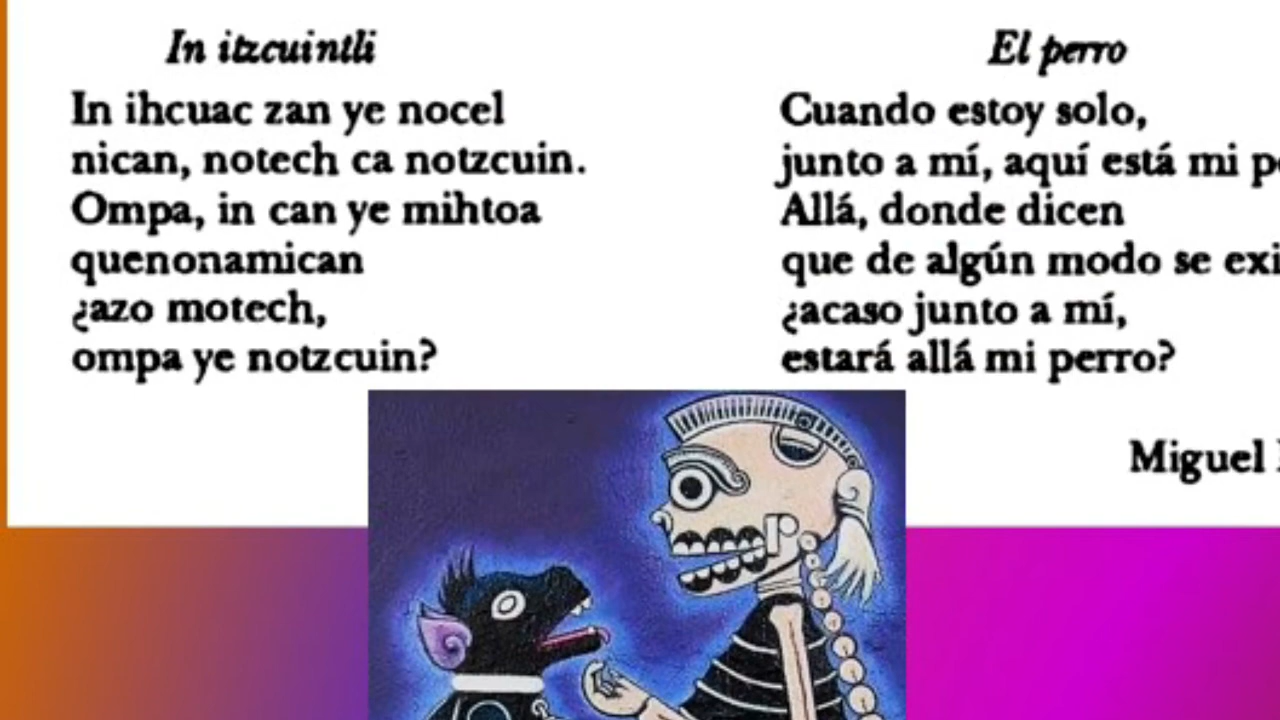 In itzcuintli
In ihcuac zan ye nocel
nican, notech ca notzcuin.
Ompa, in can ye mihtoa
quenonamican
¿azo motech,
ompa ye notzcuin?
El perro
Cuando estoy solo,
junto a mí, aquí está mi
Allá, donde dicen
que de algún modo se
¿acaso junto a mí,
estará allá mi perro?
Miguel